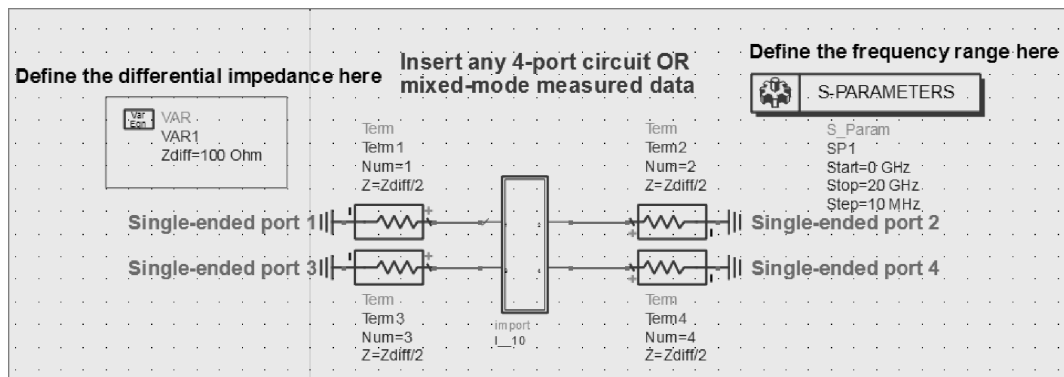 Define the differential impedance here
Insert any 4-port circuit OR
mixed-mode measured data
Define the frequency range here
Var
Eqn
VAR
VAR1
Zdiff=100 Ohm
S-PARAMETERS
S_Param
SP1
Start=0 GHz
Stop=20 GHz
Step=10 MHz
Term
Term1
Num=1
Z=Zdiff/2
Term
Term2
Num=2
Z=Zdiff/2
Single-ended port 1
Single-ended port 2
Single-ended port 3
Single-ended port 4
Term
Term3
Num=3
Z=Zdiff/2
import
I__10
Term
Term4
Num=4
Z=Zdiff/2